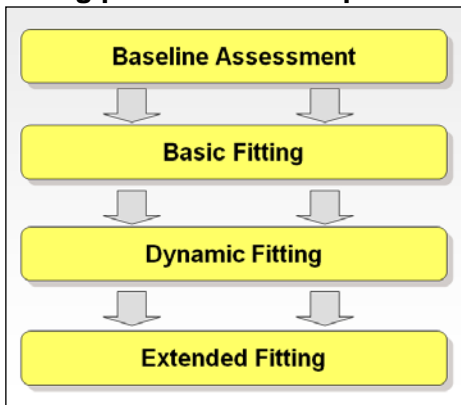 Baseline Assessment
Basic Fitting
Dynamic Fitting
Extended Fitting